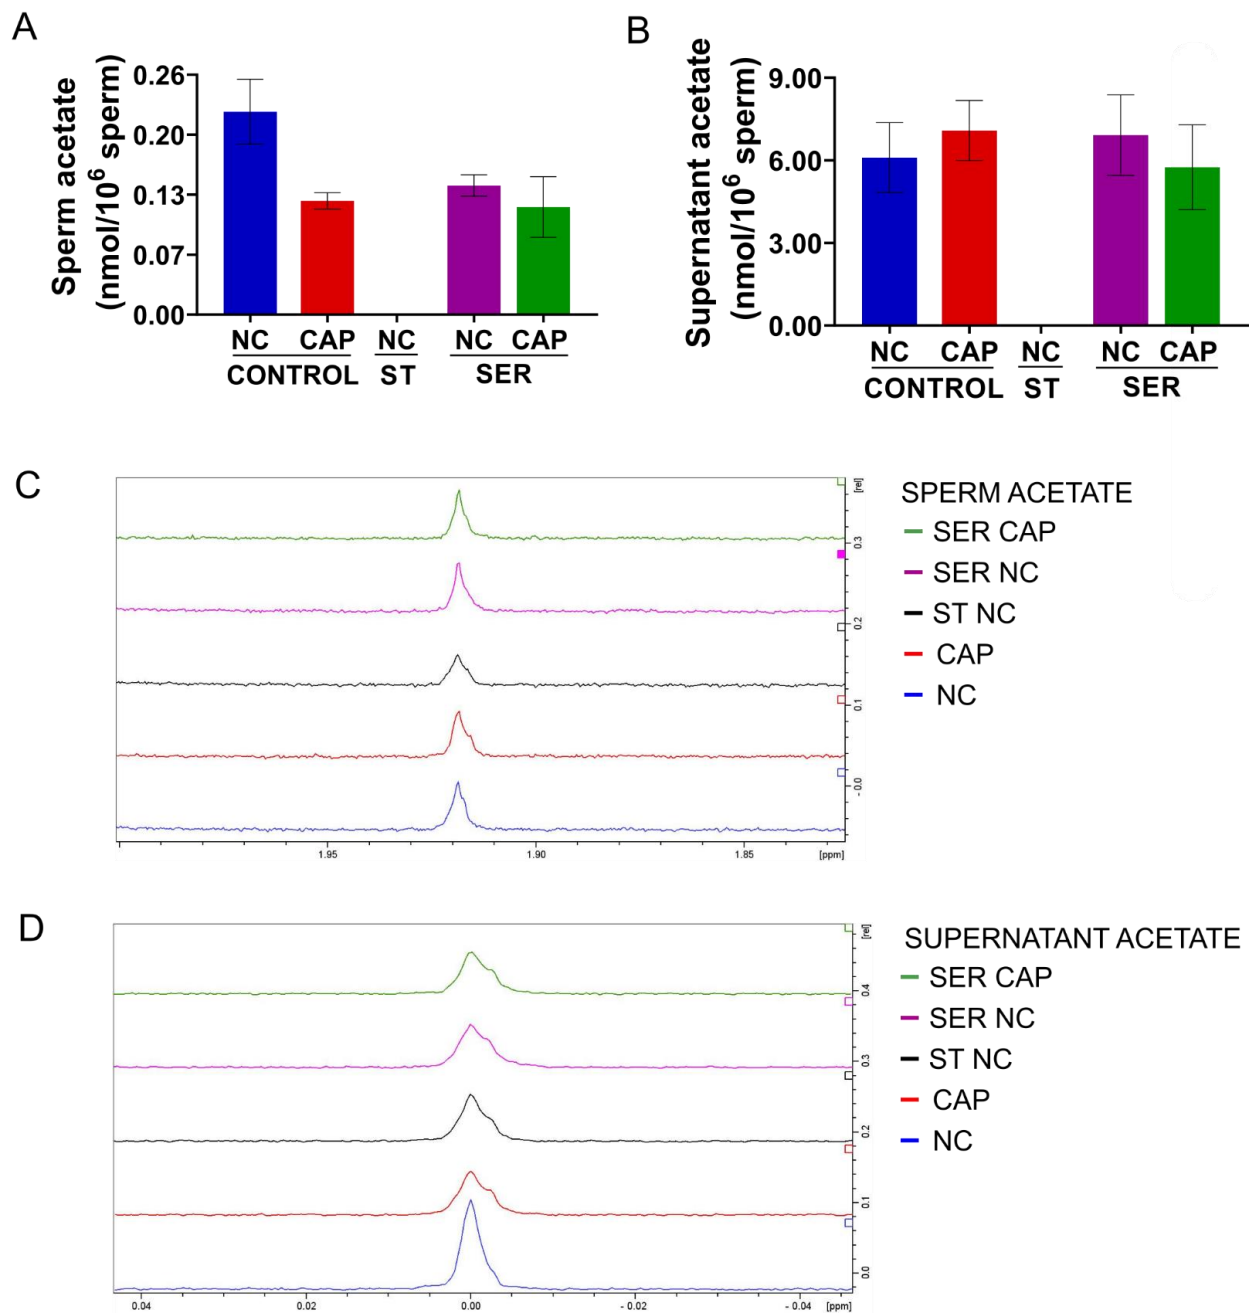 A
Sperm acetate
(nmol/10⁶ sperm)
0.26
0.20
0.13
0.07
0.00
NC CAP NC NC CAP
CONTROL ST SER
B
Supernatant acetate
(nmol/10⁶ sperm)
9.00
6.00
3.00
0.00
NC CAP NC NC CAP
CONTROL ST SER
C
[rel]
0.3
0.2
0.1
- 0.0
1.95 1.90 1.85 [ppm]
SPERM ACETATE
SER CAP
SER NC
ST NC
CAP
NC
D
[rel]
0.4
0.3
0.2
0.1
0.0
0.04 0.02 0.00 - 0.02 - 0.04 [ppm]
SUPERNATANT ACETATE
SER CAP
SER NC
ST NC
CAP
NC